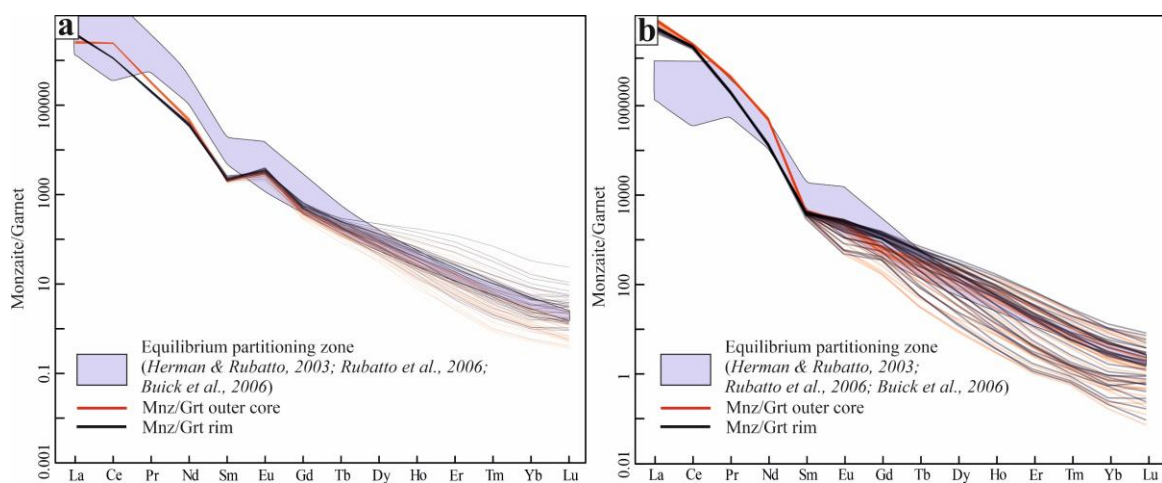 a
Monzaite/Garnet
100000
1000
10
0.1
0.001
Equilibrium partitioning zone
(Herman & Rubatto, 2003; Rubatto et al., 2006;
Buick et al., 2006)
Mnz/Grt outer core
Mnz/Grt rim
La Ce Pr Nd Sm Eu Gd Tb Dy Ho Er Tm Yb Lu
b
Monzaite/Garnet
1000000
10000
100
1
0.01
Equilibrium partitioning zone
(Herman & Rubatto, 2003;
Rubatto et al., 2006; Buick et al., 2006)
Mnz/Grt outer core
Mnz/Grt rim
La Ce Pr Nd Sm Eu Gd Tb Dy Ho Er Tm Yb Lu